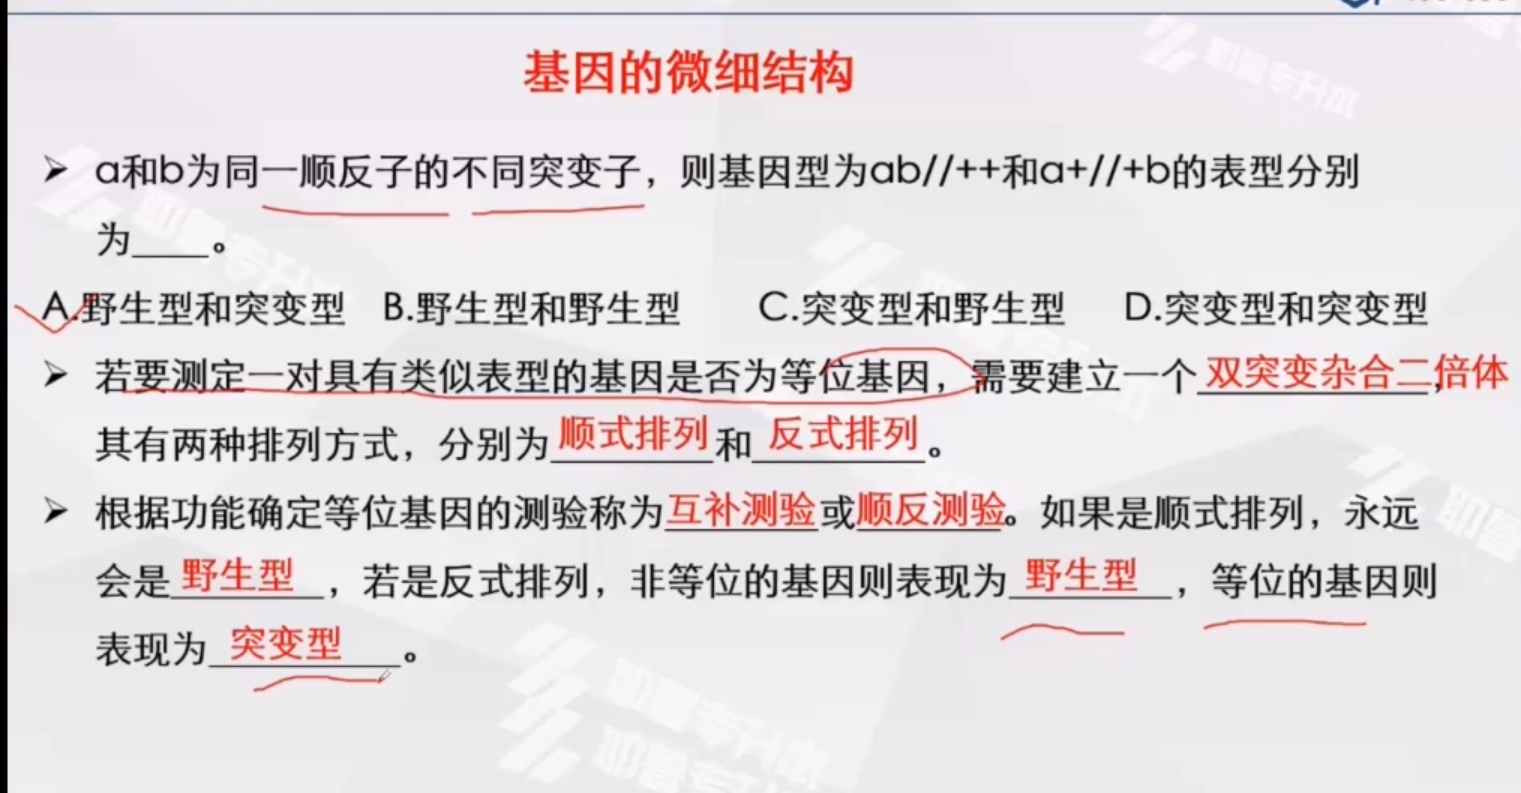 基因的微细结构
➢ a和b为同一顺反子的不同突变子，则基因型为ab//++和a+//+b的表型分别
为____。
A.野生型和突变型 B.野生型和野生型 C.突变型和野生型 D.突变型和突变型
➢ 若要测定一对具有类似表型的基因是否为等位基因，需要建立一个双突变杂合二倍体，
其有两种排列方式，分别为顺式排列和反式排列。
➢ 根据功能确定等位基因的测验称为互补测验或顺反测验。如果是顺式排列，永远
会是野生型，若是反式排列，非等位的基因则表现为野生型，等位的基因则
表现为突变型。